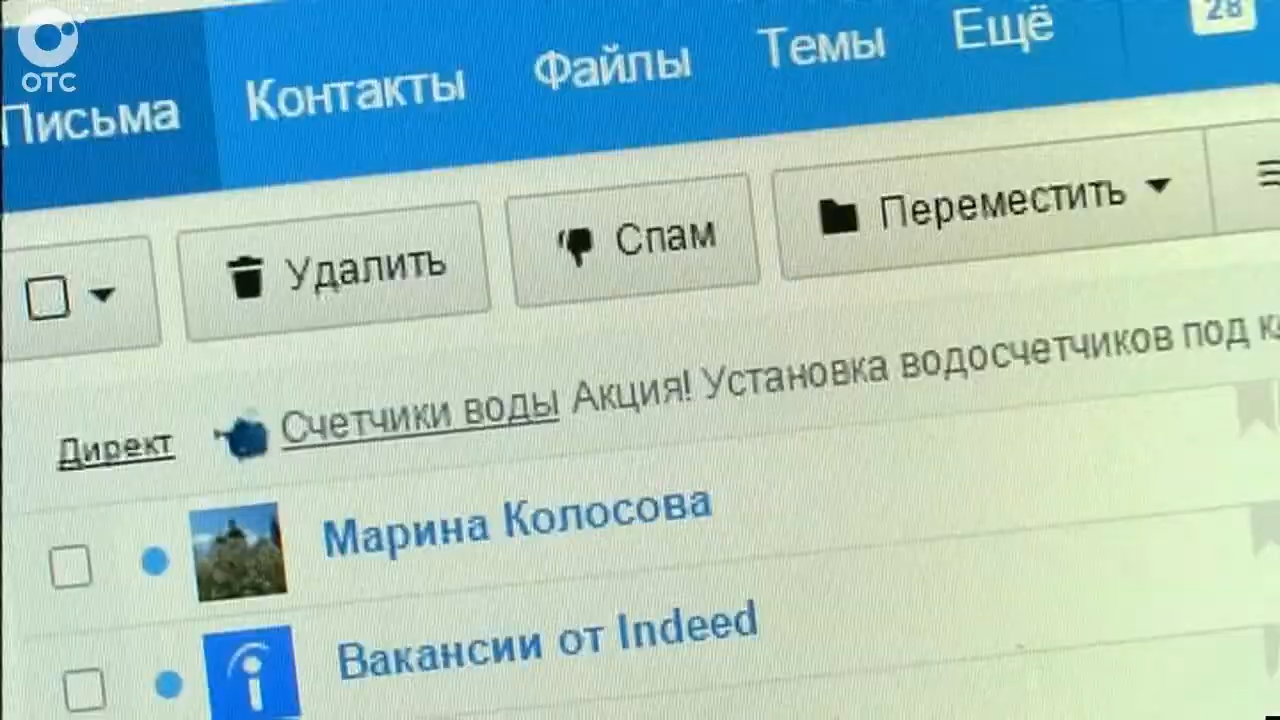 ОТС
Письма Контакты Файлы Темы Ещё 28
Удалить Спам Переместить
Директ Счетчики воды Акция! Установка водосчетчиков под
Марина Колосова
Вакансии от Indeed